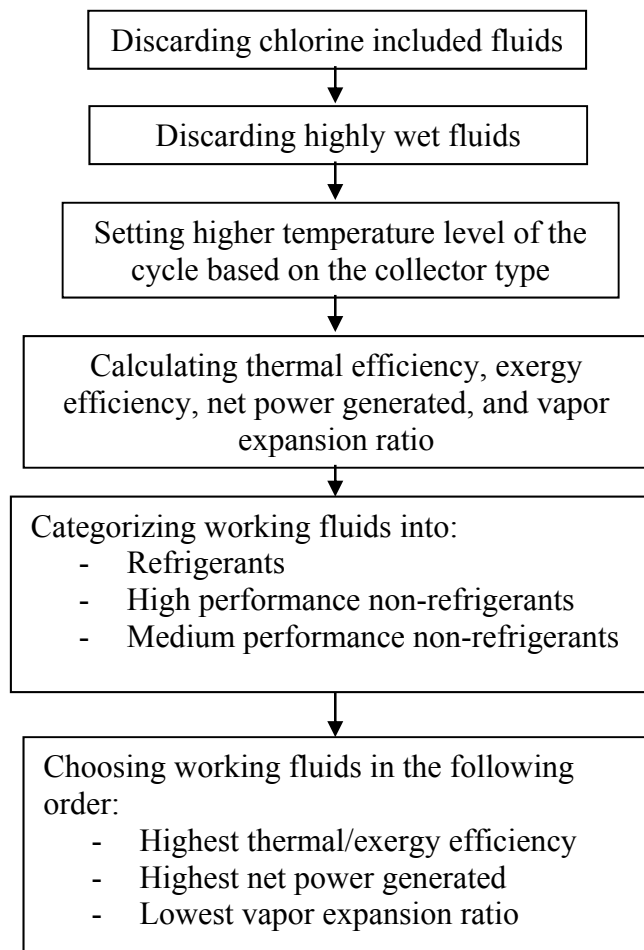 Discarding chlorine included fluids
Discarding highly wet fluids
Setting higher temperature level of the
cycle based on the collector type
Calculating thermal efficiency, exergy
efficiency, net power generated, and vapor
expansion ratio
Categorizing working fluids into:
- Refrigerants
- High performance non-refrigerants
- Medium performance non-refrigerants
Choosing working fluids in the following
order:
- Highest thermal/exergy efficiency
- Highest net power generated
- Lowest vapor expansion ratio